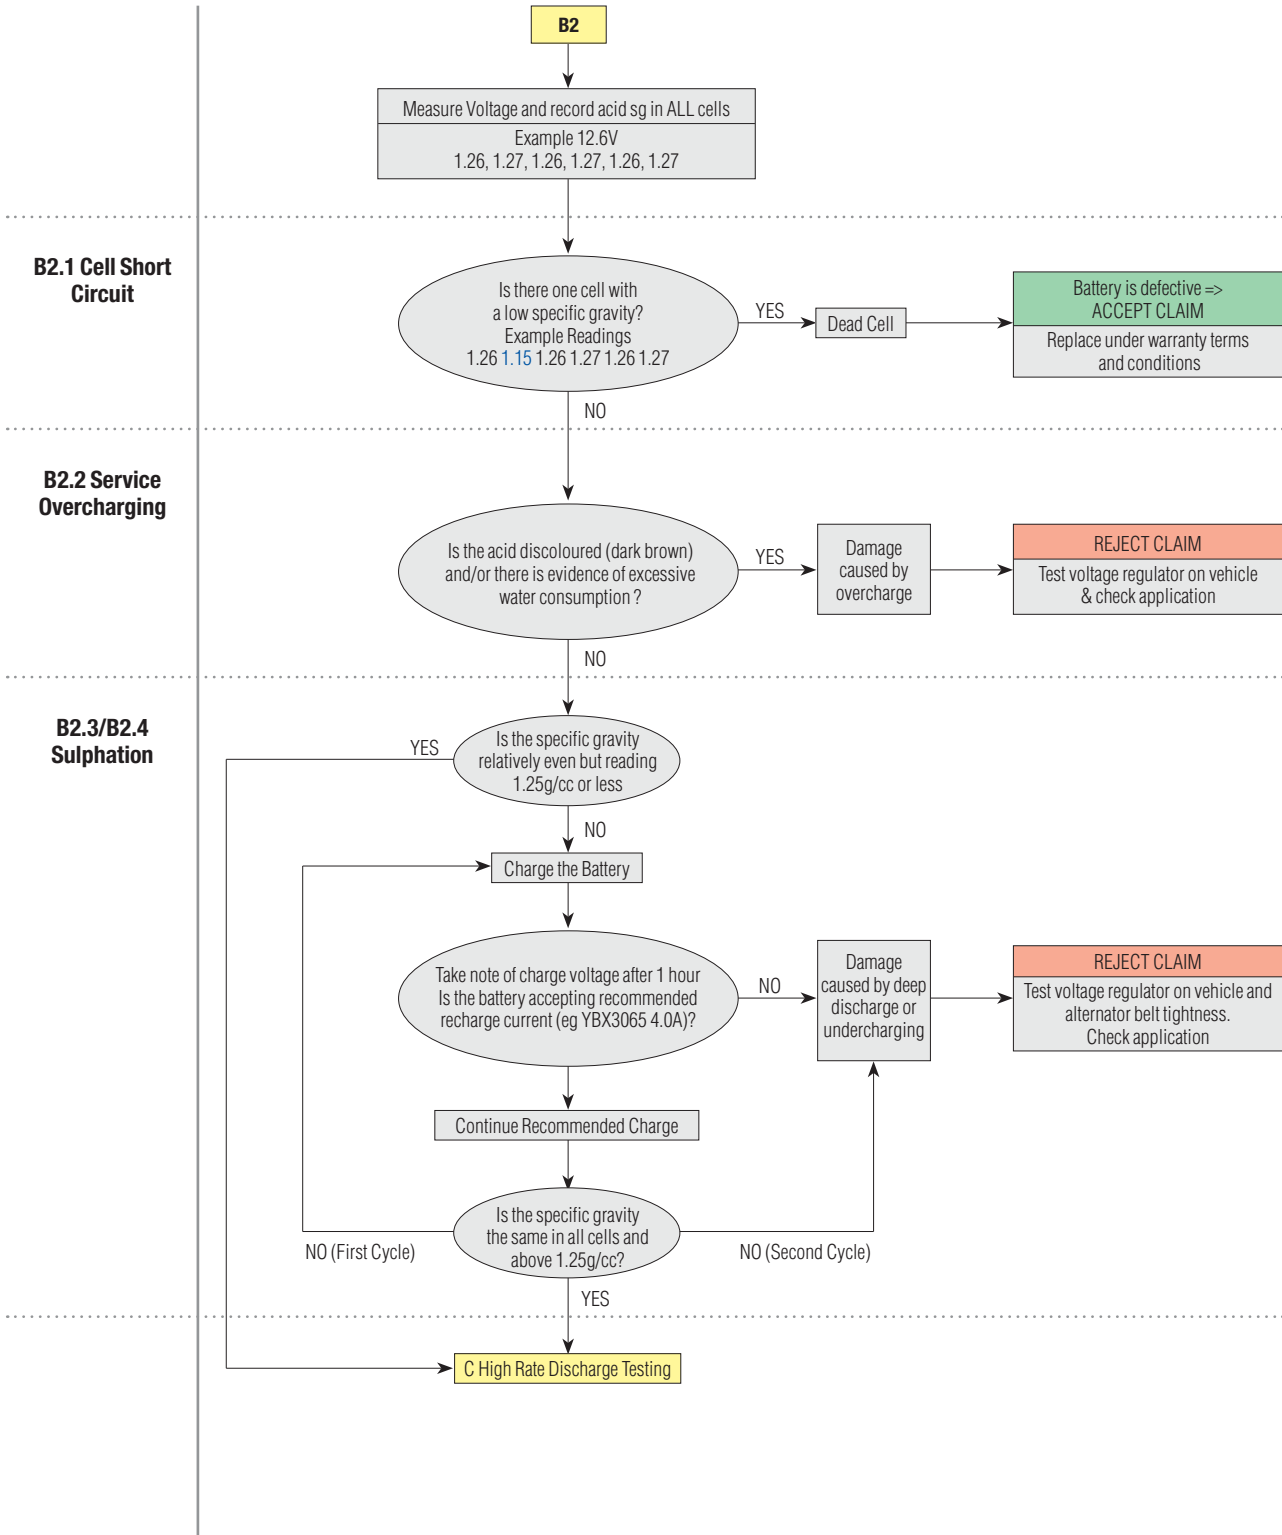 B2
Measure Voltage and record acid sg in ALL cells
Example 12.6V
1.26, 1.27, 1.26, 1.27, 1.26, 1.27
B2.1 Cell Short
Circuit
Is there one cell with
a low specific gravity?
Example Readings
1.26 1.15 1.26 1.27 1.26 1.27
YES
Dead Cell
Battery is defective =>
ACCEPT CLAIM
Replace under warranty terms
and conditions
NO
B2.2 Service
Overcharging
Is the acid discoloured (dark brown)
and/or there is evidence of excessive
water consumption ?
YES
Damage
caused by
overcharge
REJECT CLAIM
Test voltage regulator on vehicle
& check application
NO
B2.3/B2.4
Sulphation
YES
Is the specific gravity
relatively even but reading
1.25g/cc or less
NO
Charge the Battery
Take note of charge voltage after 1 hour
Is the battery accepting recommended
recharge current (eg YBX3065 4.0A)?
NO
Damage
caused by deep
discharge or
undercharging
REJECT CLAIM
Test voltage regulator on vehicle and
alternator belt tightness.
Check application
Continue Recommended Charge
Is the specific gravity
the same in all cells and
above 1.25g/cc?
NO (First Cycle)
NO (Second Cycle)
YES
C High Rate Discharge Testing